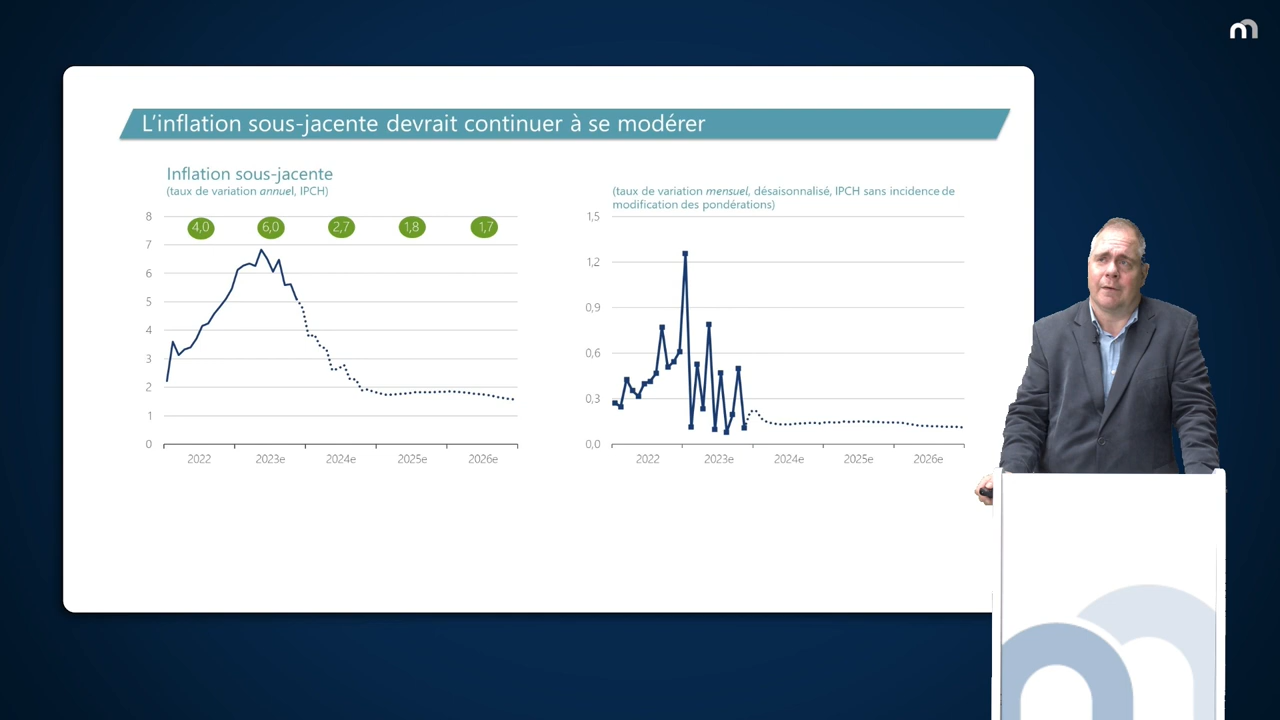 L'inflation sous-jacente devrait continuer à se modérer
Inflation sous-jacente
(taux de variation annuel, IPCH)
8
7
6
5
4
3
2
1
0
4,0
6,0
2,7
1,8
1,7
2022
2023e
2024e
2025e
2026e
(taux de variation mensuel, désaisonnalisé, IPCH sans incidence de
modification des pondérations)
1,5
1,2
0,9
0,6
0,3
0,0
2022
2023e
2024e
2025e
2026e